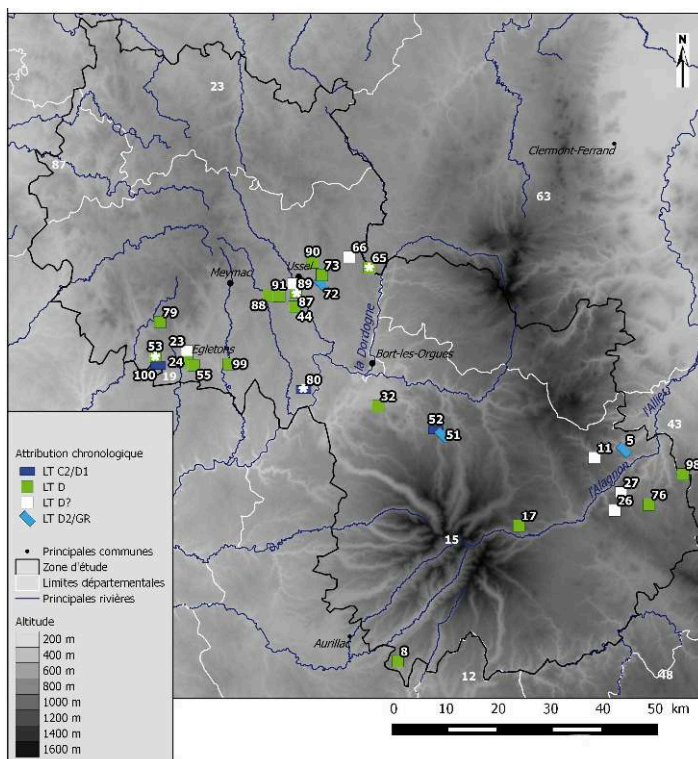 N
23
Clermont-Ferrand
87
63
66
90
65
73
Ussel
89
Meymac
91
72
88
87
44
la Dordogne
79
23
Egletons
53
24
55
99
100
19
80
Bort-les-Orgues
32
l'Allier
52
51
43
5
11
98
27
l'Alagnon
26
76
17
15
Aurillac
8
12
48
Attribution chronologique
LT C2/D1
LT D
LT D?
LT D2/GR
Principales communes
Zone d'étude
Limites départementales
Principales rivières
Altitude
200 m
400 m
600 m
800 m
1000 m
1200 m
1400 m
1600 m
0 10 20 30 40 50 km